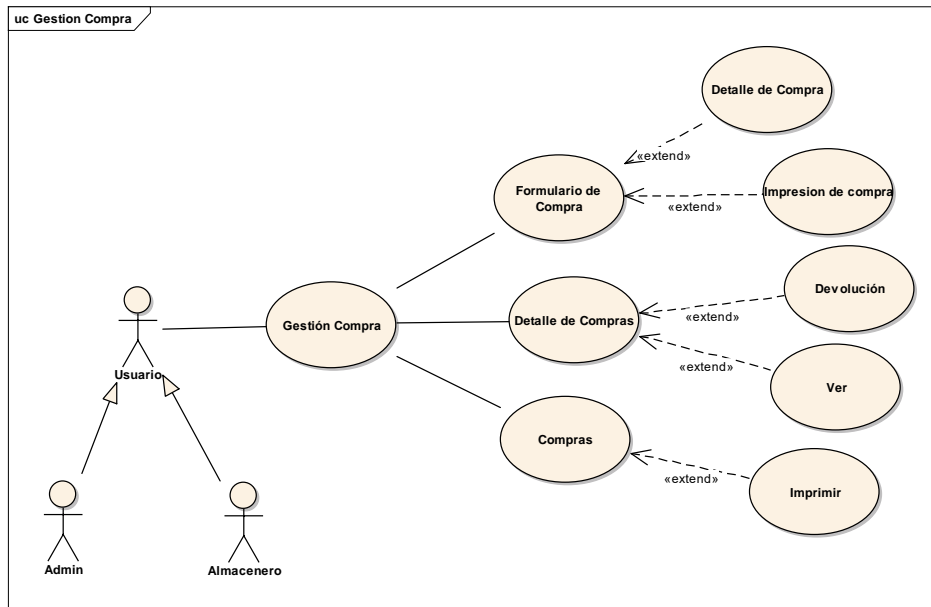 uc Gestion Compra
Detalle de Compra
«extend»
Formulario de
Compra
Impresion de compra
«extend»
Devolución
«extend»
Gestión Compra
Detalle de Compras
«extend»
Ver
Usuario
Compras
«extend»
Imprimir
Admin
Almacenero